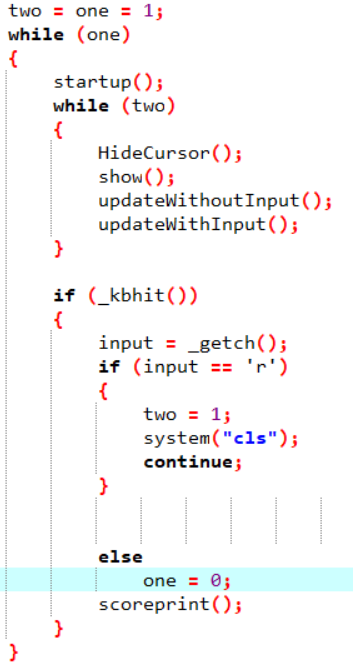 two = one = 1;
while (one)
{
    startup();
    while (two)
    {
        HideCursor();
        show();
        updateWithoutInput();
        updateWithInput();
    }

    if (_kbhit())
    {
        input = _getch();
        if (input == 'r')
        {
            two = 1;
            system("cls");
            continue;
        }

        else
            one = 0;
        scoreprint();
    }
}